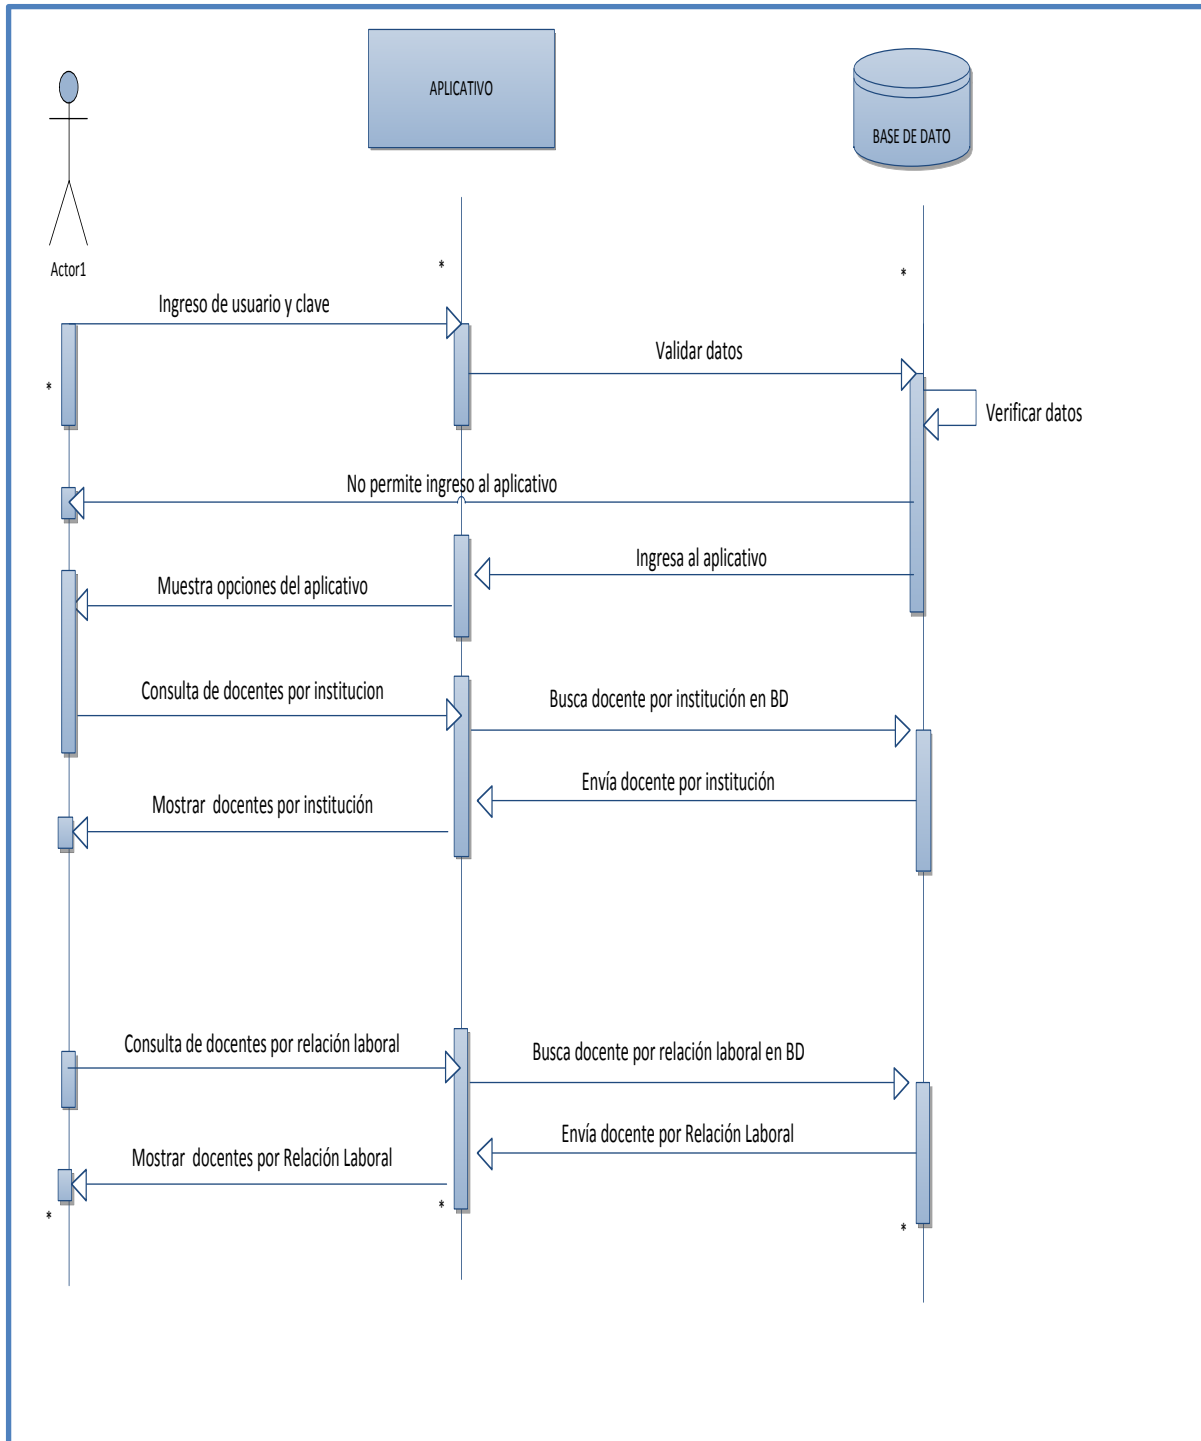 APLICATIVO
BASE DE DATO
Actor1
*
*
Ingreso de usuario y clave
Validar datos
*
Verificar datos
No permite ingreso al aplicativo
Ingresa al aplicativo
Muestra opciones del aplicativo
Consulta de docentes por institucion
Busca docente por institución en BD
Envía docente por institución
Mostrar docentes por institución
Consulta de docentes por relación laboral
Busca docente por relación laboral en BD
Envía docente por Relación Laboral
Mostrar docentes por Relación Laboral
*
*
*